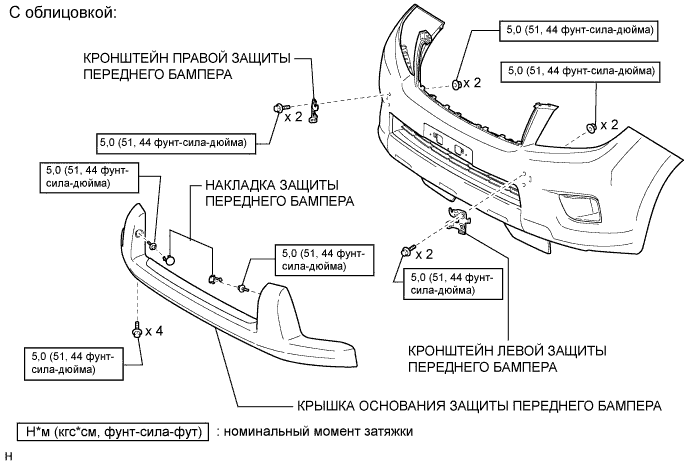 С облицовкой:
5,0 (51, 44 фунт-сила-дюйма)
КРОНШТЕЙН ПРАВОЙ ЗАЩИТЫ
ПЕРЕДНЕГО БАМПЕРА
x 2
5,0 (51, 44 фунт-сила-дюйма)
x 2
x 2
5,0 (51, 44 фунт-сила-дюйма)
5,0 (51, 44 фунт-
сила-дюйма)
НАКЛАДКА ЗАЩИТЫ
ПЕРЕДНЕГО БАМПЕРА
5,0 (51, 44 фунт-
сила-дюйма)
x 2
5,0 (51, 44 фунт-
сила-дюйма)
x 4
5,0 (51, 44 фунт-
сила-дюйма)
КРОНШТЕЙН ЛЕВОЙ ЗАЩИТЫ
ПЕРЕДНЕГО БАМПЕРА
КРЫШКА ОСНОВАНИЯ ЗАЩИТЫ ПЕРЕДНЕГО БАМПЕРА
Н*м (кгс*см, фунт-сила-фут) : номинальный момент затяжки
Н